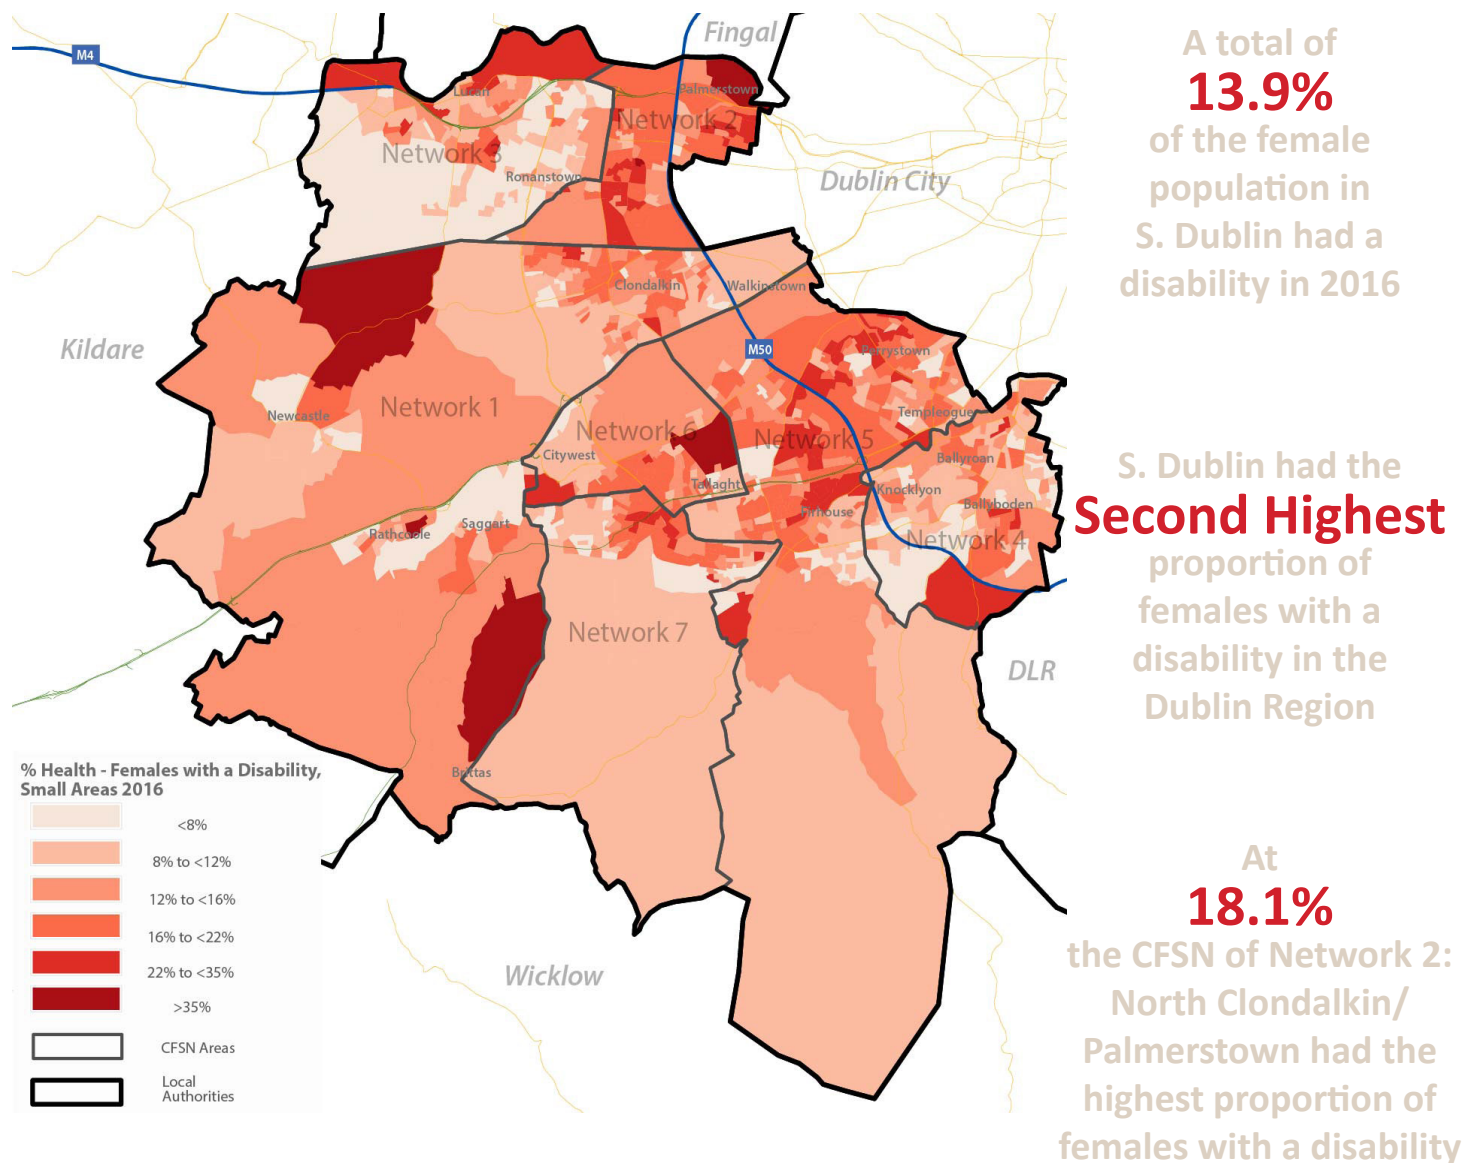 Fingal
M4
Lucan
Palmerstown
Network 2
Network 3
Ronanstown
Dublin City
Clondalkin
Walkinstown
Kildare
M50
Perrystown
Newcastle
Network 1
Templeogue
Network 6
Network 5
Citywest
Ballyroan
Tallaght
Knocklyon
Ballyboden
Firhouse
Saggart
Rathcoole
Network 4
Network 7
DLR
Brittas
Wicklow
% Health - Females with a Disability,
Small Areas 2016
<8%
8% to <12%
12% to <16%
16% to <22%
22% to <35%
>35%
CFSN Areas
Local
Authorities
A total of
13.9%
of the female
population in
S. Dublin had a
disability in 2016
S. Dublin had the
Second Highest
proportion of
females with a
disability in the
Dublin Region
At
18.1%
the CFSN of Network 2:
North Clondalkin/
Palmerstown had the
highest proportion of
females with a disability